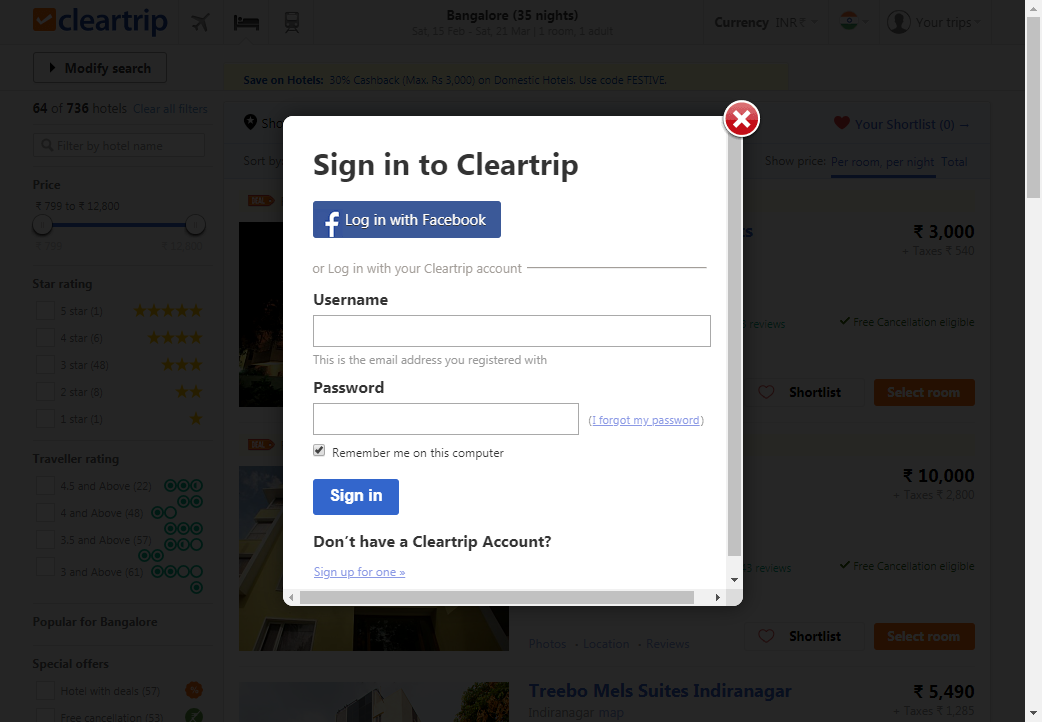 cleartrip
Bangalore (35 nights)
Sat, 15 Feb - Sat, 21 Mar | 1 room, 1 adult
Currency INR ₹
Your trips
Modify search
Save on Hotels: 30% Cashback (Max. Rs.3,000) on Domestic Hotels. Use code FESTIVE.
64 of 736 hotels Clear all filters
Filter by hotel name
Price
₹ 799 to ₹ 12,800
₹ 799 ₹ 12,800
Star rating
5 star (1)
4 star (6)
3 star (48)
2 star (8)
1 star (1)
Traveller rating
4.5 and Above (22)
4 and Above (48)
3.5 and Above (57)
3 and Above (61)
Popular for Bangalore
Special offers
Hotel with deals (57)
Free cancellation (53)
Sho
Your Shortlist (0) →
Sort by
Show price: Per room, per night Total
Sign in to Cleartrip
Log in with Facebook
or Log in with your Cleartrip account
Username
This is the email address you registered with
Password
(I forgot my password)
Remember me on this computer
Sign in
Don't have a Cleartrip Account?
Sign up for one »
₹ 3,000
+ Taxes ₹ 540
reviews
Free Cancellation eligible
Shortlist
Select room
₹ 10,000
+ Taxes ₹ 2,800
reviews
Free Cancellation eligible
Photos · Location · Reviews
Shortlist
Select room
Treebo Mels Suites Indiranagar
Indiranagar map
₹ 5,490
+ Taxes ₹ 1,285